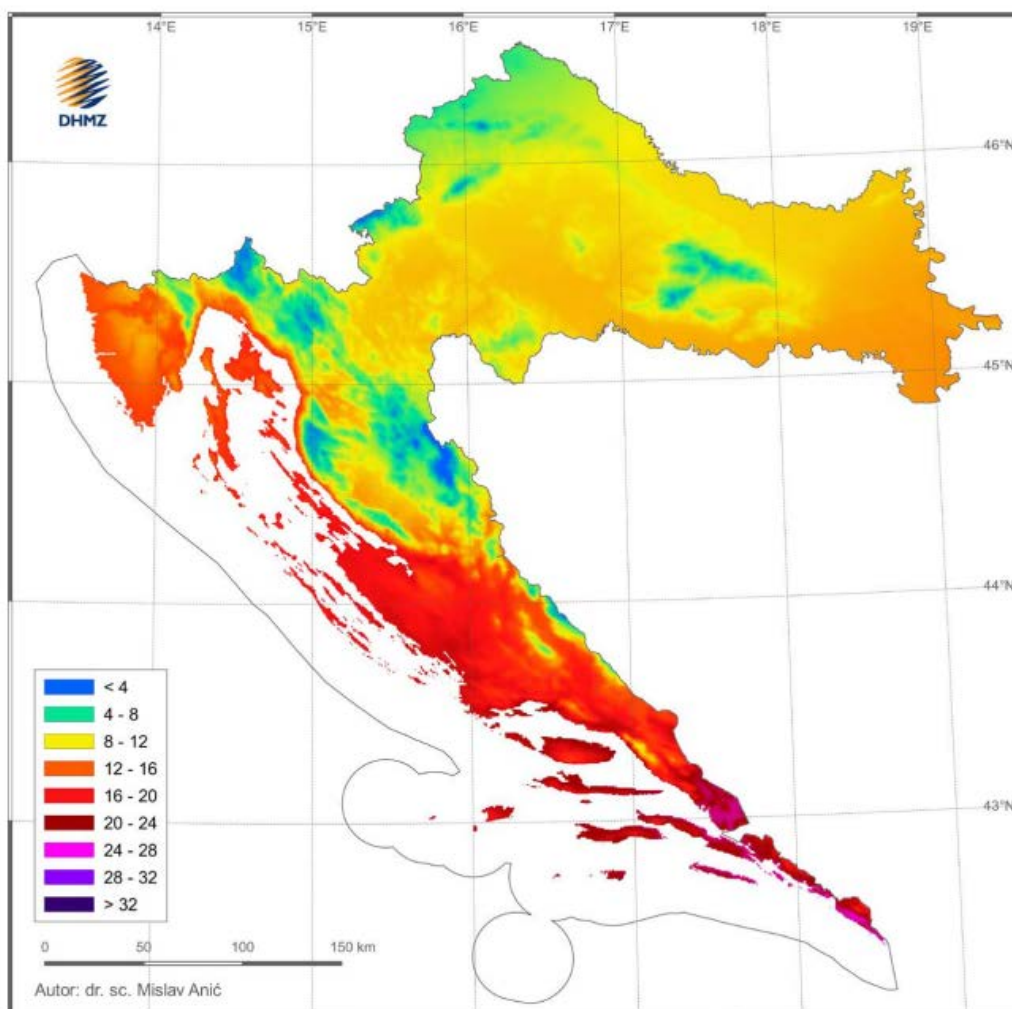 14°E 15°E 16°E 17°E 18°E 19°E
DHMZ
46°N
45°N
44°N
43°N
< 4
4 - 8
8 - 12
12 - 16
16 - 20
20 - 24
24 - 28
28 - 32
> 32
0 50 100 150 km
Autor: dr. sc. Mislav Anić